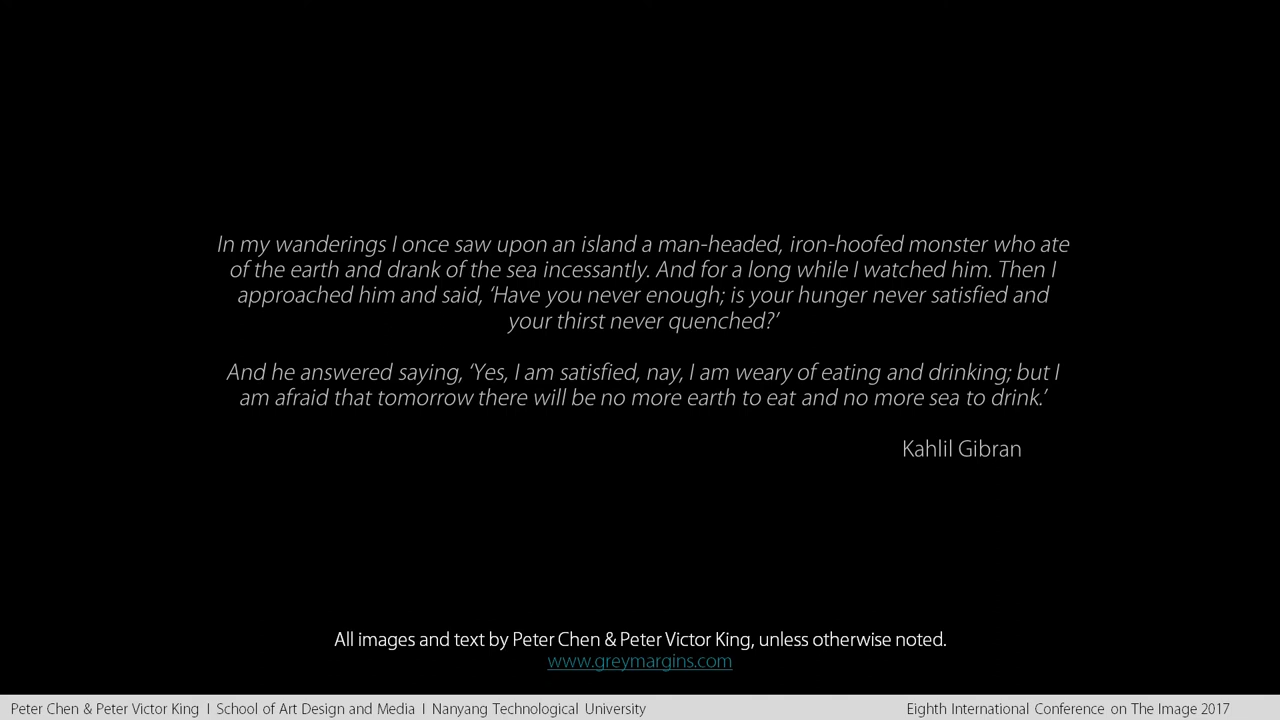 In my wanderings I once saw upon an island a man-headed, iron-hoofed monster who ate
of the earth and drank of the sea incessantly. And for a long while I watched him. Then I
approached him and said, ‘Have you never enough; is your hunger never satisfied and
your thirst never quenched?’
And he answered saying, ‘Yes, I am satisfied, nay, I am weary of eating and drinking; but I
am afraid that tomorrow there will be no more earth to eat and no more sea to drink.’
Kahlil Gibran
All images and text by Peter Chen & Peter Victor King, unless otherwise noted.
www.greymargins.com
Peter Chen & Peter Victor King I School of Art Design and Media I Nanyang Technological University
Eighth International Conference on The Image 2017